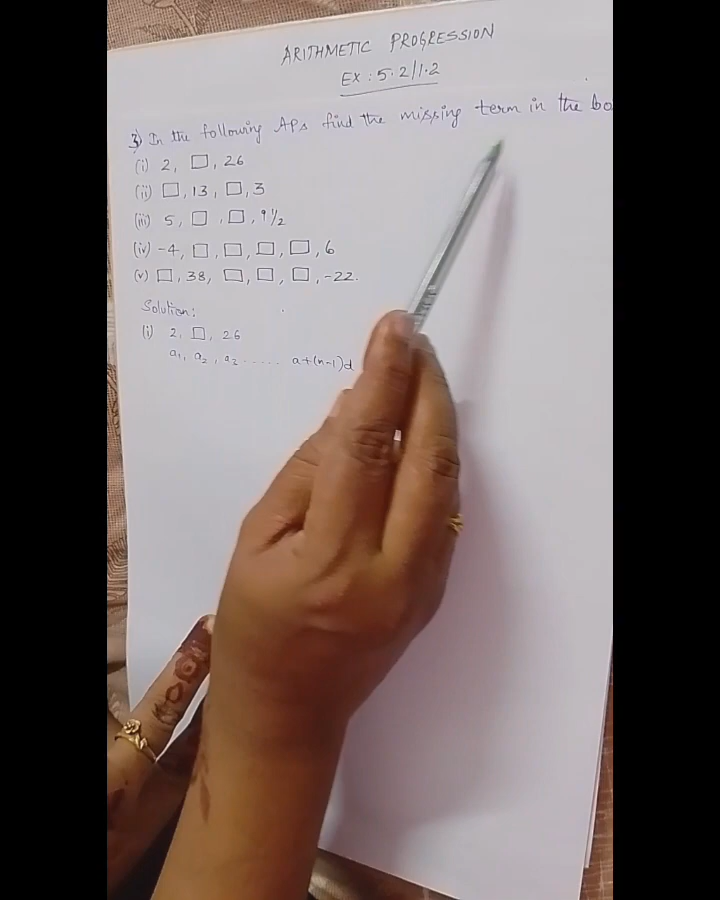 ARITHMETIC PROGRESSION
Ex : 5.2/1.2
3) In the following APs find the missing term in the bo
(i) 2, □, 26
(ii) □, 13, □, 3
(iii) 5, □, □, 9 1/2
(iv) -4, □, □, □, □, 6
(v) □, 38, □, □, □, -22.
Solution:
(i) 2, □, 26
a₁, a₂, a₃ ..... a+(n-1)d